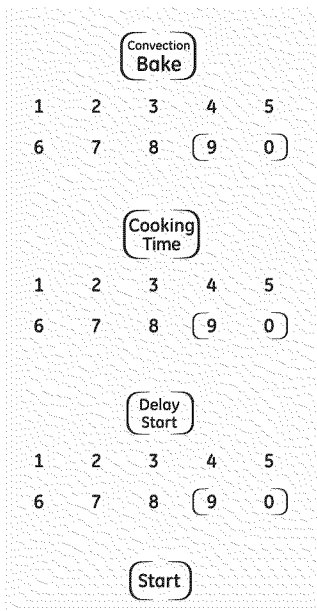 Convection
Bake
1 2 3 4 5
6 7 8 9 0
Cooking
Time
1 2 3 4 5
6 7 8 9 0
Delay
Start
1 2 3 4 5
6 7 8 9 0
Start